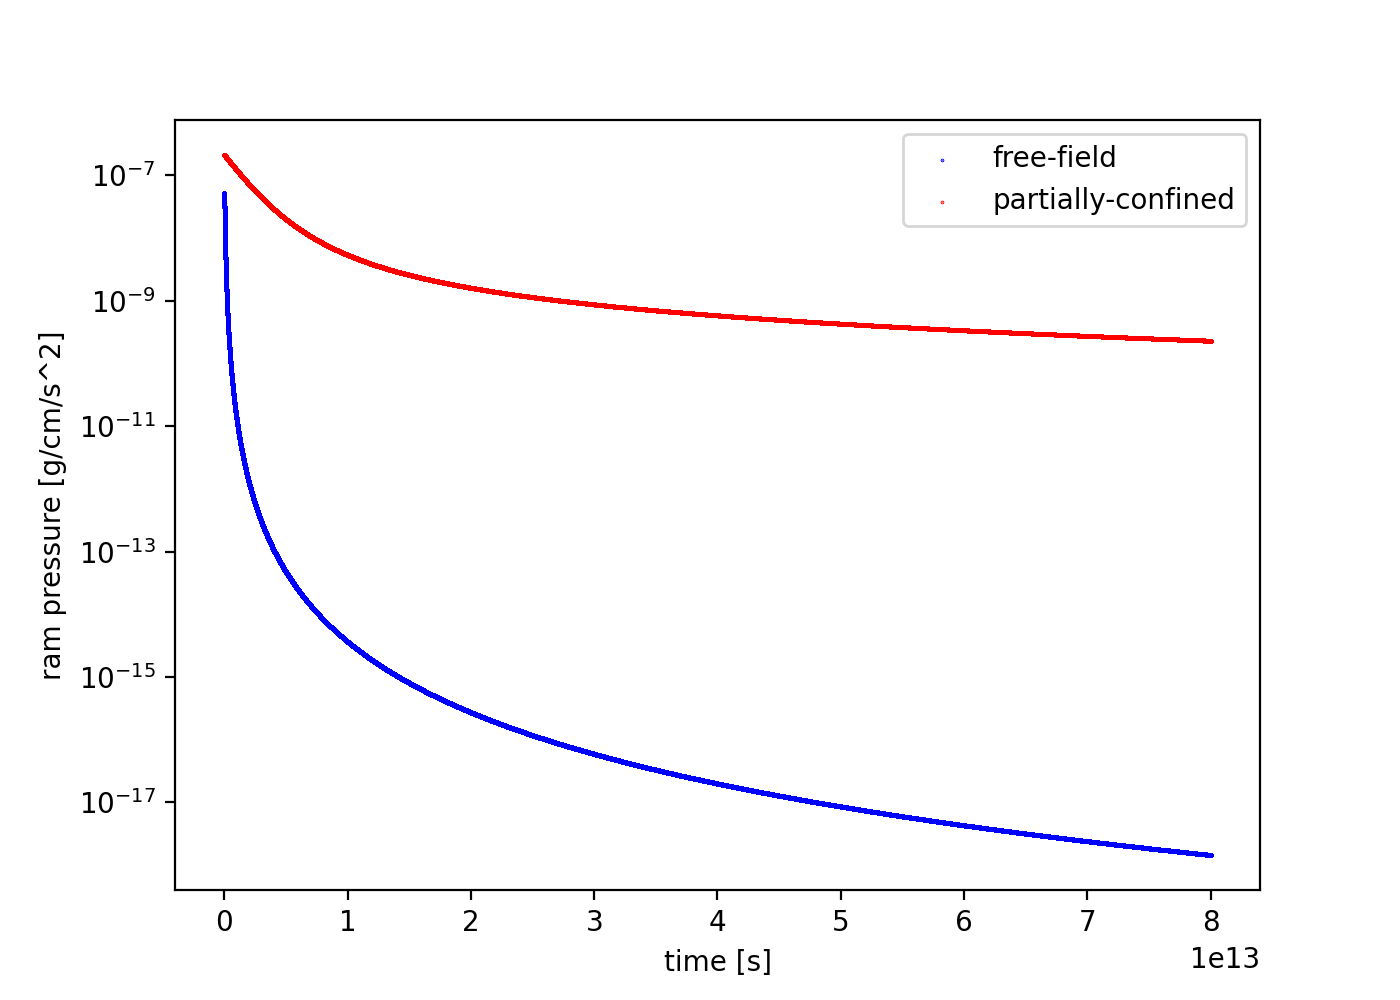 free-field
partially-confined
ram pressure [g/cm/s^2]
10⁻⁷
10⁻⁹
10⁻¹¹
10⁻¹³
10⁻¹⁵
10⁻¹⁷
0 1 2 3 4 5 6 7 8
time [s]
1e13